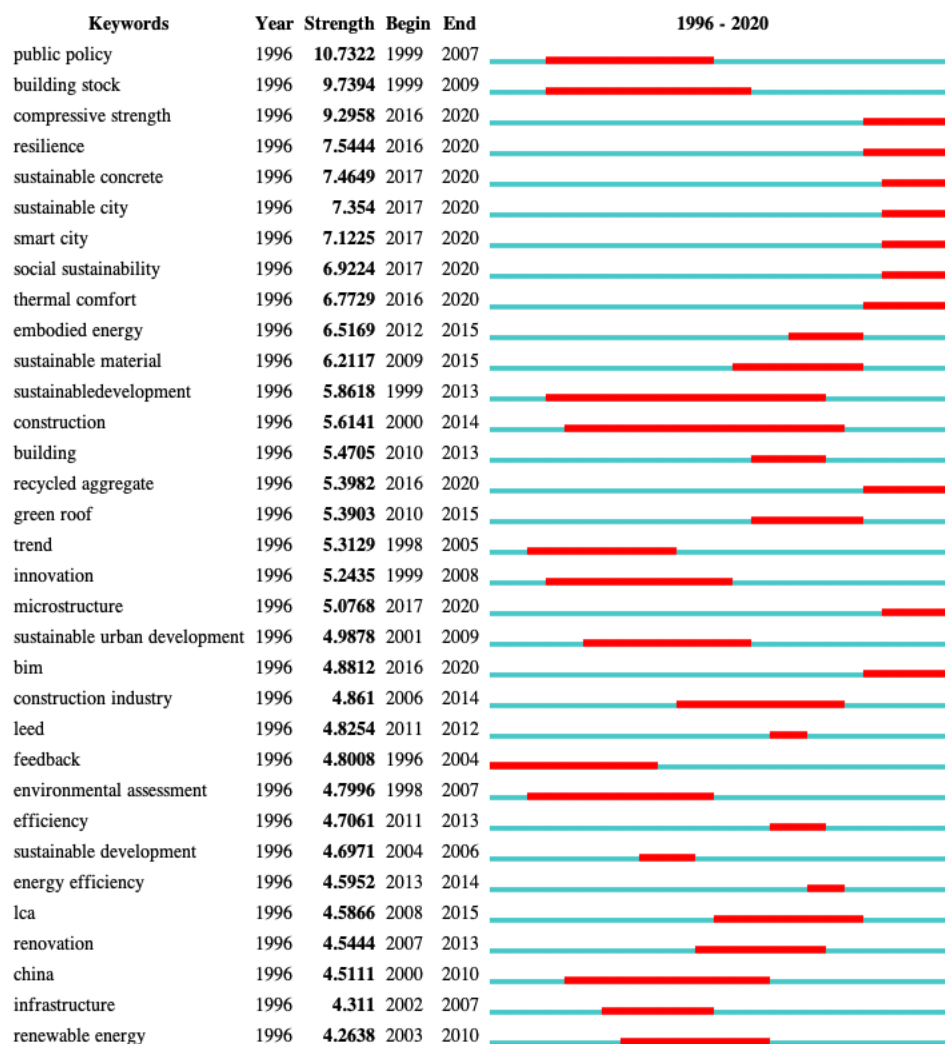 Keywords Year Strength Begin End 1996 - 2020
public policy 1996 10.7322 1999 2007
building stock 1996 9.7394 1999 2009
compressive strength 1996 9.2958 2016 2020
resilience 1996 7.5444 2016 2020
sustainable concrete 1996 7.4649 2017 2020
sustainable city 1996 7.354 2017 2020
smart city 1996 7.1225 2017 2020
social sustainability 1996 6.9224 2017 2020
thermal comfort 1996 6.7729 2016 2020
embodied energy 1996 6.5169 2012 2015
sustainable material 1996 6.2117 2009 2015
sustainabledevelopment 1996 5.8618 1999 2013
construction 1996 5.6141 2000 2014
building 1996 5.4705 2010 2013
recycled aggregate 1996 5.3982 2016 2020
green roof 1996 5.3903 2010 2015
trend 1996 5.3129 1998 2005
innovation 1996 5.2435 1999 2008
microstructure 1996 5.0768 2017 2020
sustainable urban development 1996 4.9878 2001 2009
bim 1996 4.8812 2016 2020
construction industry 1996 4.861 2006 2014
leed 1996 4.8254 2011 2012
feedback 1996 4.8008 1996 2004
environmental assessment 1996 4.7996 1998 2007
efficiency 1996 4.7061 2011 2013
sustainable development 1996 4.6971 2004 2006
energy efficiency 1996 4.5952 2013 2014
lca 1996 4.5866 2008 2015
renovation 1996 4.5444 2007 2013
china 1996 4.5111 2000 2010
infrastructure 1996 4.311 2002 2007
renewable energy 1996 4.2638 2003 2010